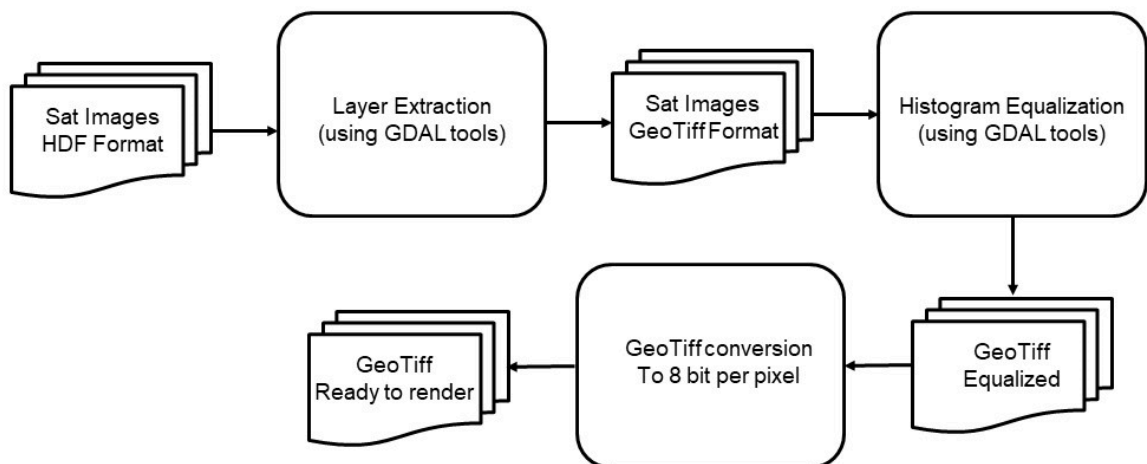 Sat Images
HDF Format
Layer Extraction
(using GDAL tools)
Sat Images
GeoTiff Format
Histogram Equalization
(using GDAL tools)
GeoTiff
Equalized
GeoTiff conversion
To 8 bit per pixel
GeoTiff
Ready to render